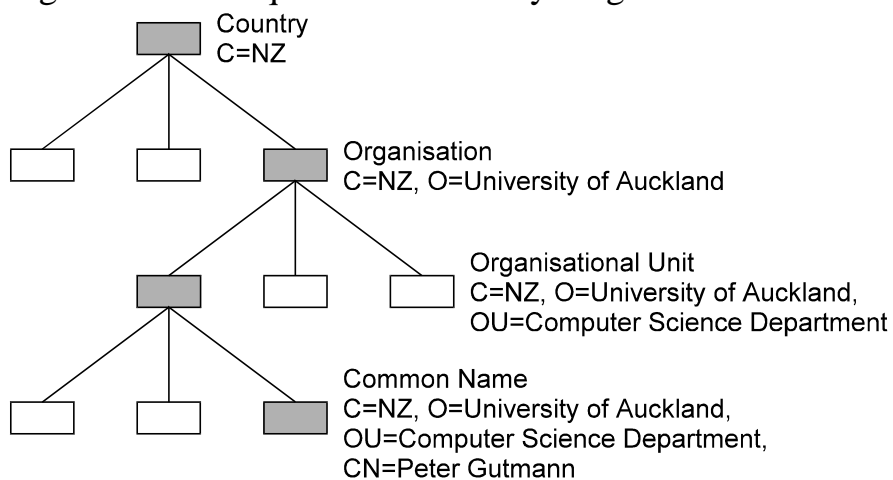 Country
C=NZ
Organisation
C=NZ, O=University of Auckland
Organisational Unit
C=NZ, O=University of Auckland,
OU=Computer Science Department
Common Name
C=NZ, O=University of Auckland,
OU=Computer Science Department,
CN=Peter Gutmann